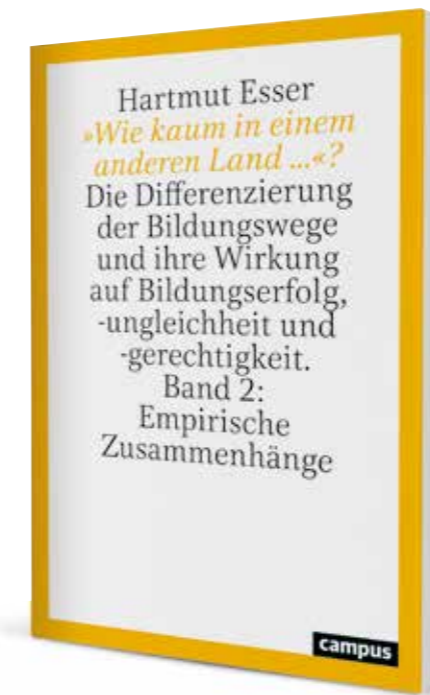 Hartmut Esser
»Wie kaum in einem
anderen Land ...«?
Die Differenzierung
der Bildungswege
und ihre Wirkung
auf Bildungserfolg,
-ungleichheit und
-gerechtigkeit.
Band 2:
Empirische
Zusammenhänge
campus